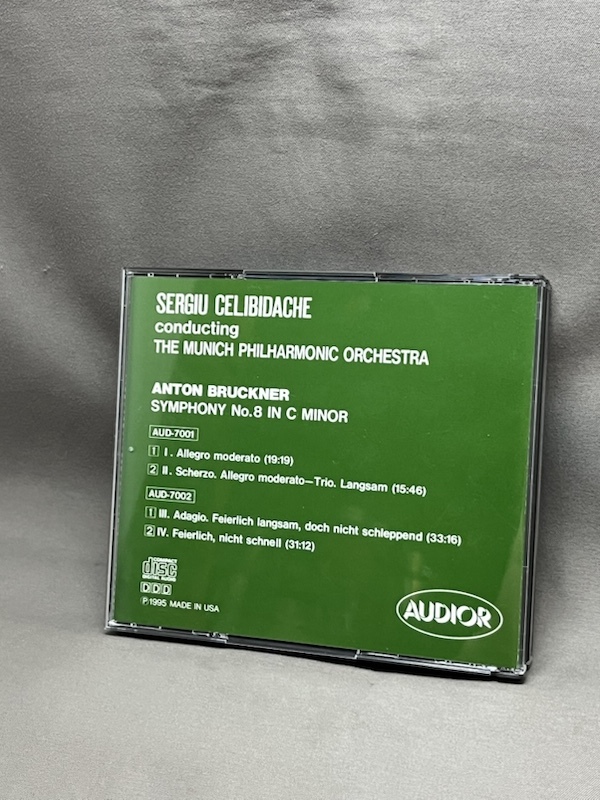 SERGIU CELIBIDACHE
conducting
THE MUNICH PHILHARMONIC ORCHESTRA
ANTON BRUCKNER
SYMPHONY No.8 IN C MINOR
AUD-7001
1 I. Allegro moderato (19:19)
2 II. Scherzo. Allegro moderato—Trio. Langsam (15:46)
AUD-7002
1 III. Adagio. Feierlich langsam, doch nicht schleppend (33:16)
2 IV. Feierlich, nicht schnell (31:12)
COMPACT
disc
DIGITAL AUDIO
DDD
℗1995 MADE IN USA
AUDIOR